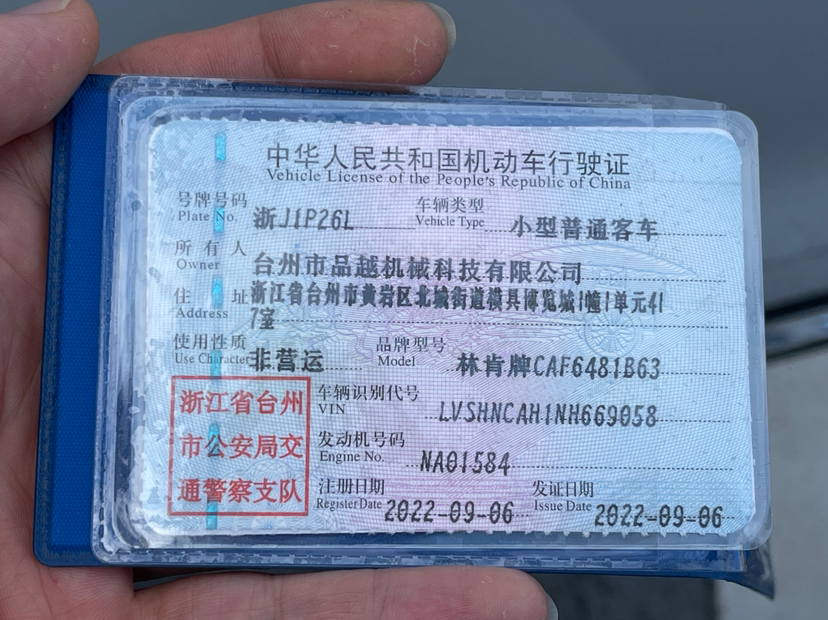 中华人民共和国机动车行驶证
Vehicle License of the People's Republic of China
号牌号码 浙J1P26L 车辆类型 小型普通客车
Plate No. Vehicle Type
所有人 台州市品越机械科技有限公司
Owner
住址 浙江省台州市黄岩区北城街道模具博览城1幢1单元41
Address 7室
使用性质 非营运 品牌型号 林肯牌CAF6481B63
Use Character Model
浙江省台州
市公安局交
通警察支队
车辆识别代号 LVSHNCAH1NH669058
VIN
发动机号码 NA01584
Engine No.
注册日期 2022-09-06 发证日期 2022-09-06
Register Date Issue Date